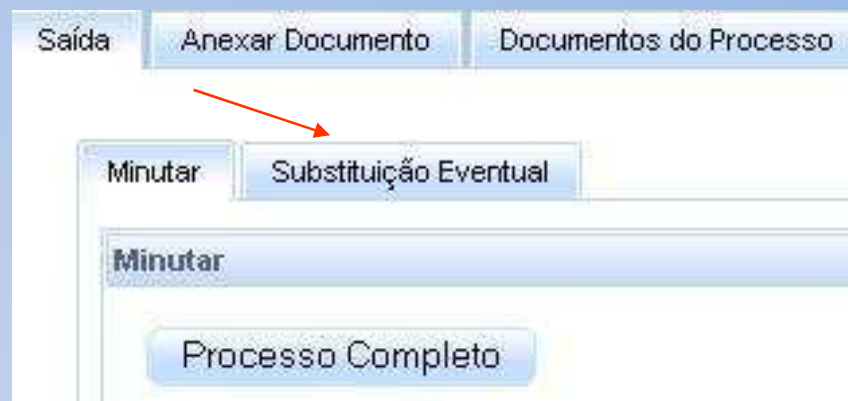 Saída Anexar Documento Documentos do Processo
Minutar Substituição Eventual
Minutar
Processo Completo